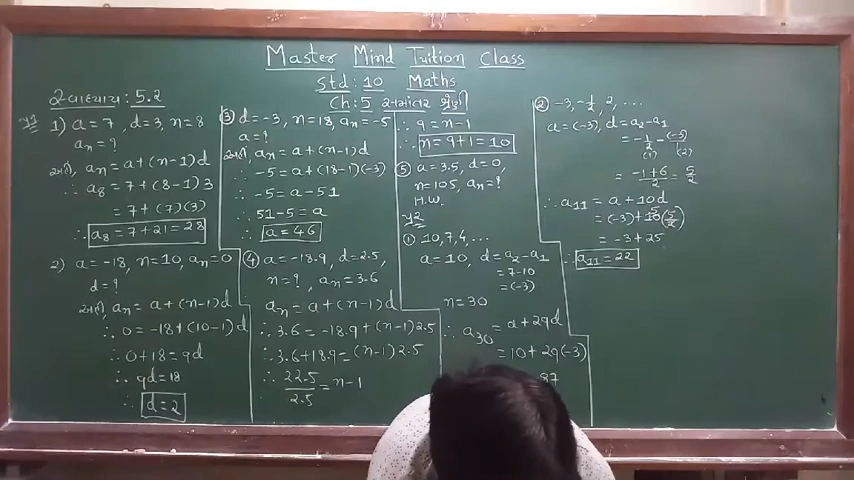 Master Mind Tuition Class
Std: 10 Maths
Ch: 5 સમાંતર શ્રેણી
સ્વાધ્યાય: 5.2
1) a=7, d=3, n=8
aₙ=?
અહીં, aₙ=a+(n-1)d
∴ a₈=7+(8-1)3
=7+(7)(3)
∴ a₈=7+21=28
2) a=-18, n=10, aₙ=0
d=?
અહીં, aₙ=a+(n-1)d
∴ 0=-18+(10-1)d
∴ 0+18=9d
∴ 9d=18
∴ d=2
③ d=-3, n=18, aₙ=-5
a=?
અહીં, aₙ=a+(n-1)d
∴ -5=a+(18-1)(-3)
∴ -5=a-51
∴ 51-5=a
∴ a=46
④ a=-18.9, d=2.5,
n=?, aₙ=3.6
aₙ=a+(n-1)d
∴ 3.6=-18.9+(n-1)2.5
∴ 3.6+18.9=(n-1)2.5
∴ 22.5/2.5=n-1
∴ 9=n-1
∴ n=9+1=10
⑤ a=3.5, d=0,
n=105, aₙ=?
H.W.
① 10,7,4,...
a=10, d=a₂-a₁
=7-10
=(-3)
n=30
∴ a₃₀=a+29d
=10+29(-3)
87
② -3,-1/2,2,...
a=(-3), d=a₂-a₁
=-1/2-(-3)/1
(1) (2)
=-1+6/2=5/2
∴ a₁₁=a+10d
=(-3)+10(5/2)
=-3+25
∴ a₁₁=22